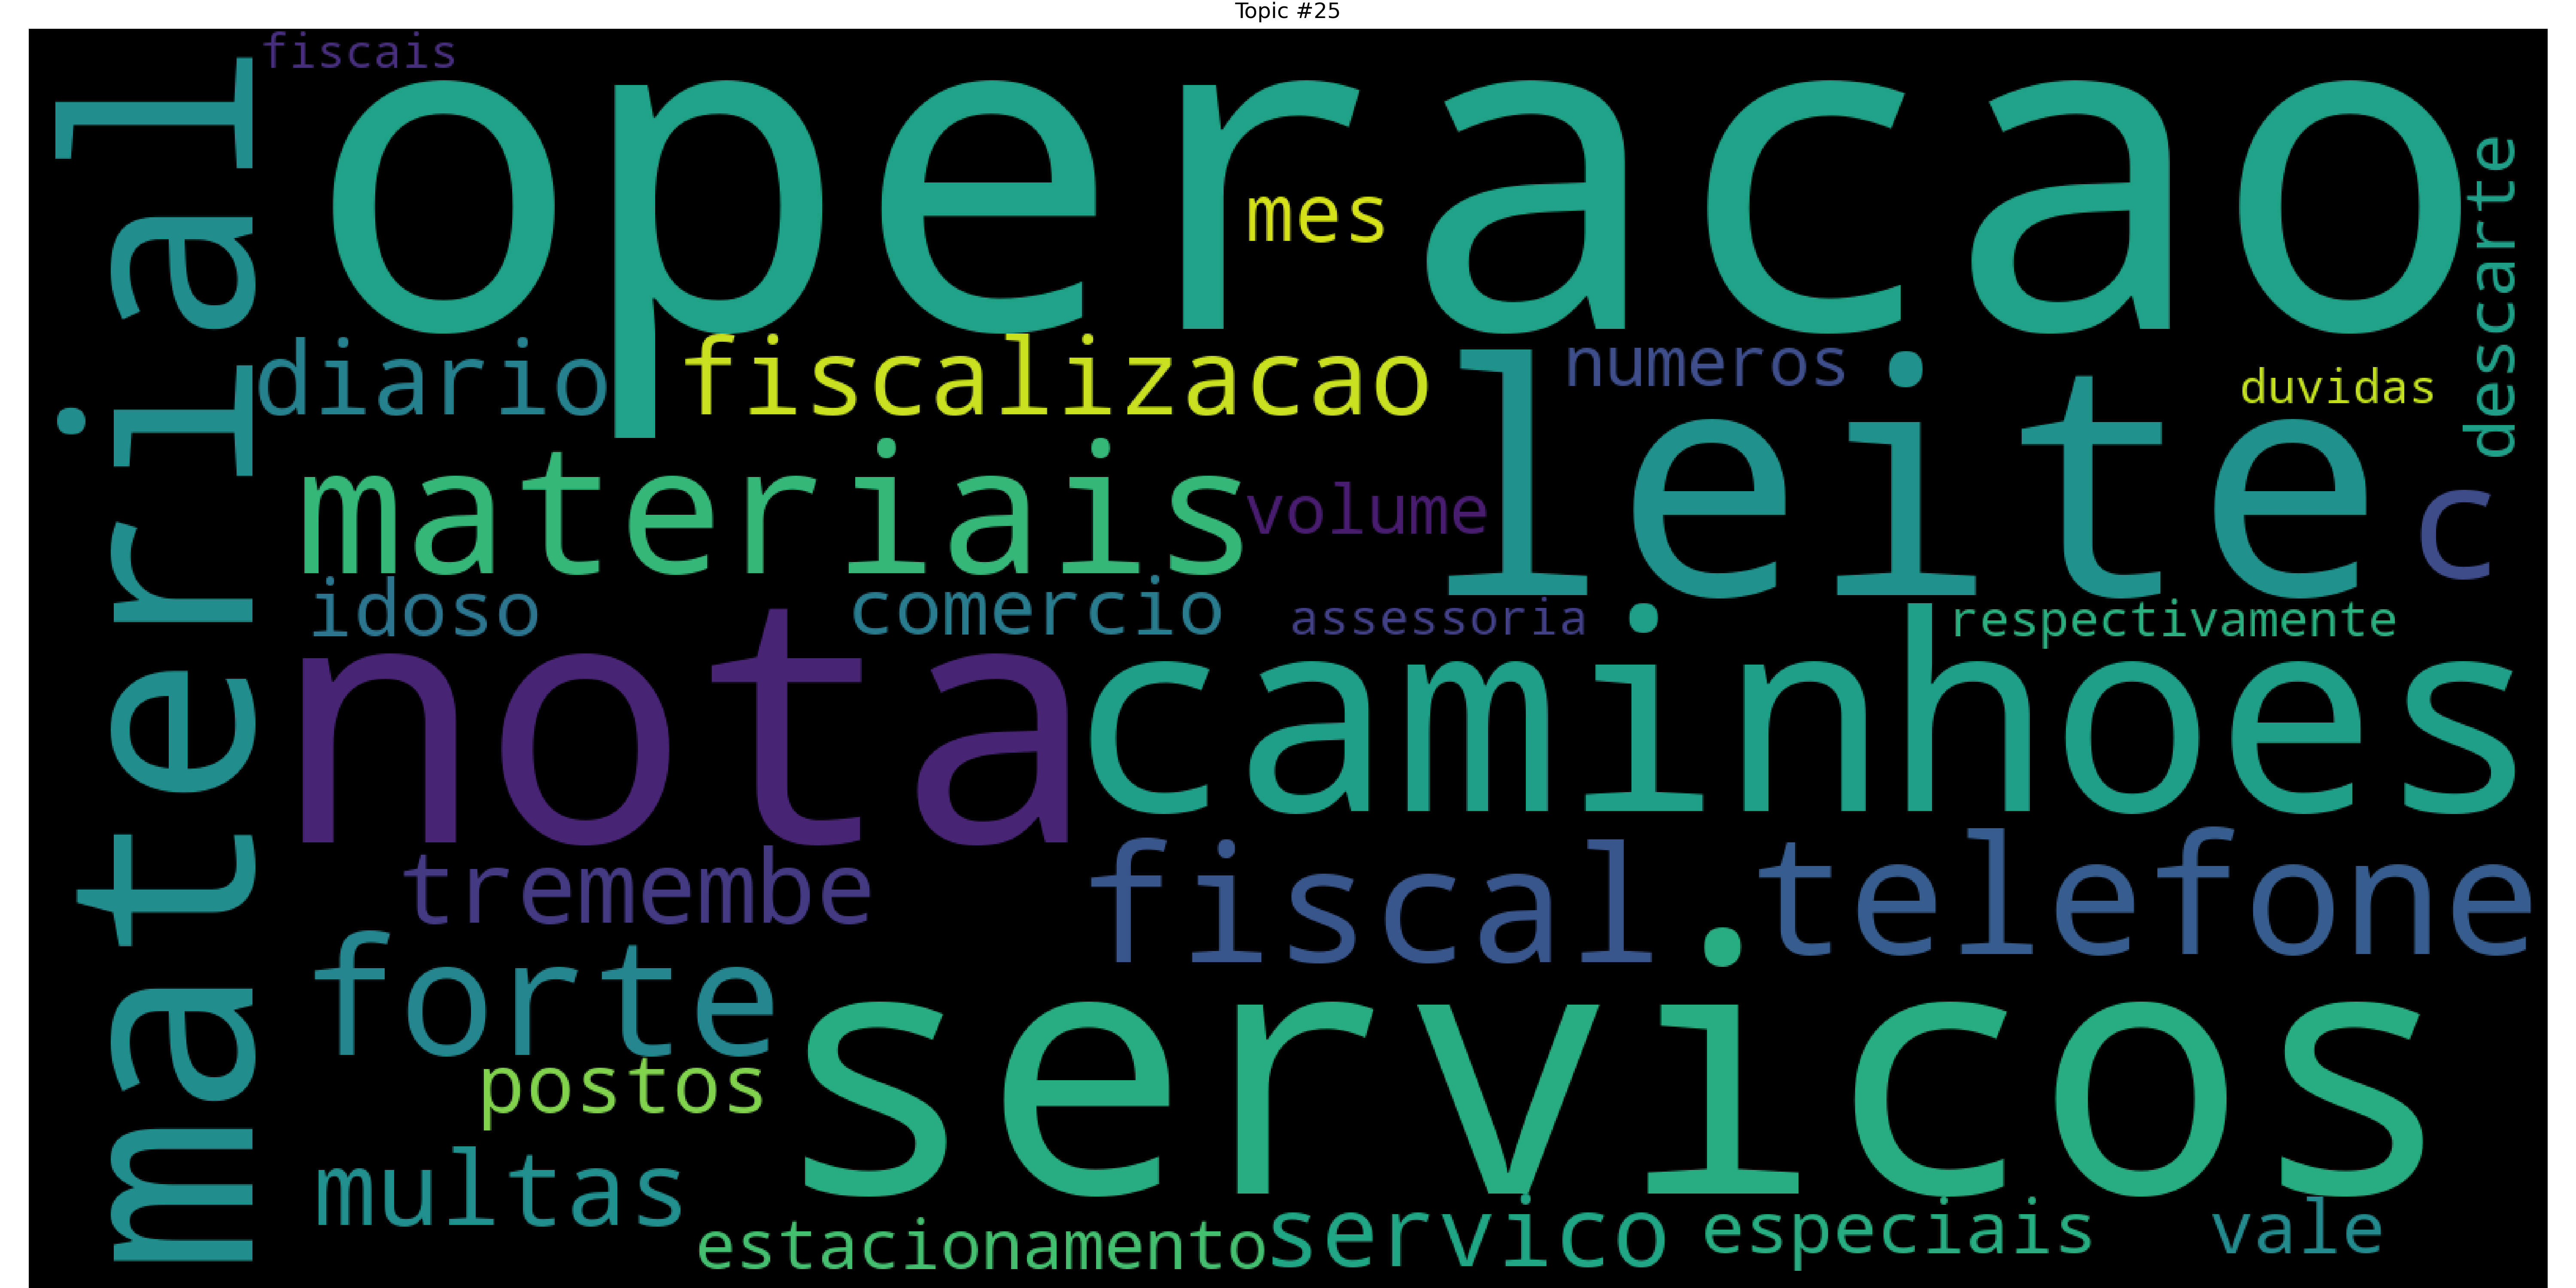 Topic #25
fiscais
operacao
material
mes
descarte
diario
fiscalizacao
numeros
duvidas
leite
materiais
volume
c
idoso
comercio
assessoria
respectivamente
nota
caminhoes
tremembe
fiscal
telefone
forte
servicos
postos
multas
estacionamento
servico
especiais
vale